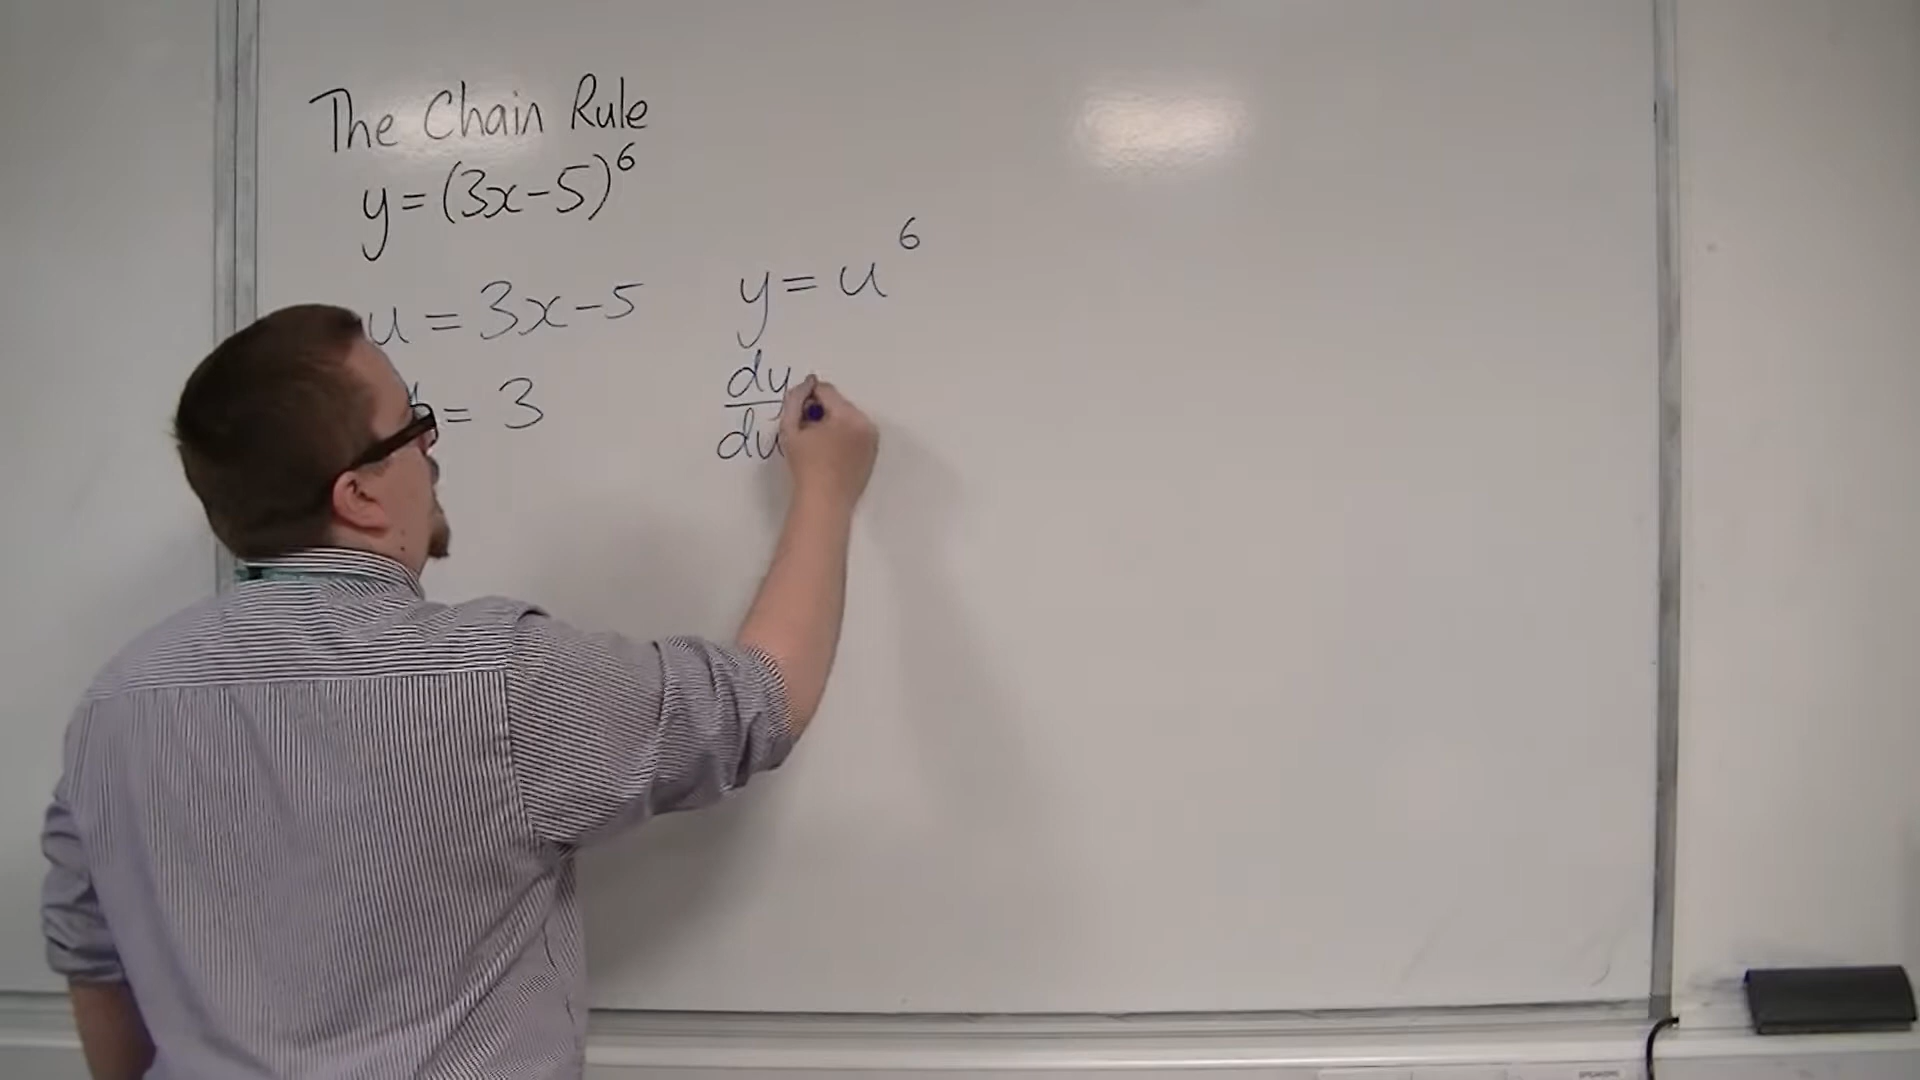 The Chain Rule
y=(3x-5)⁶
u = 3x-5
y = u⁶
= 3
dy
du